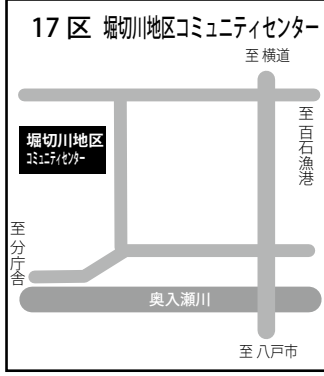 17区 堀切川地区コミュニティセンター
至 横道
至 百石漁港
堀切川地区
コミュニティセンター
至 分庁舎
奥入瀬川
至 八戸市